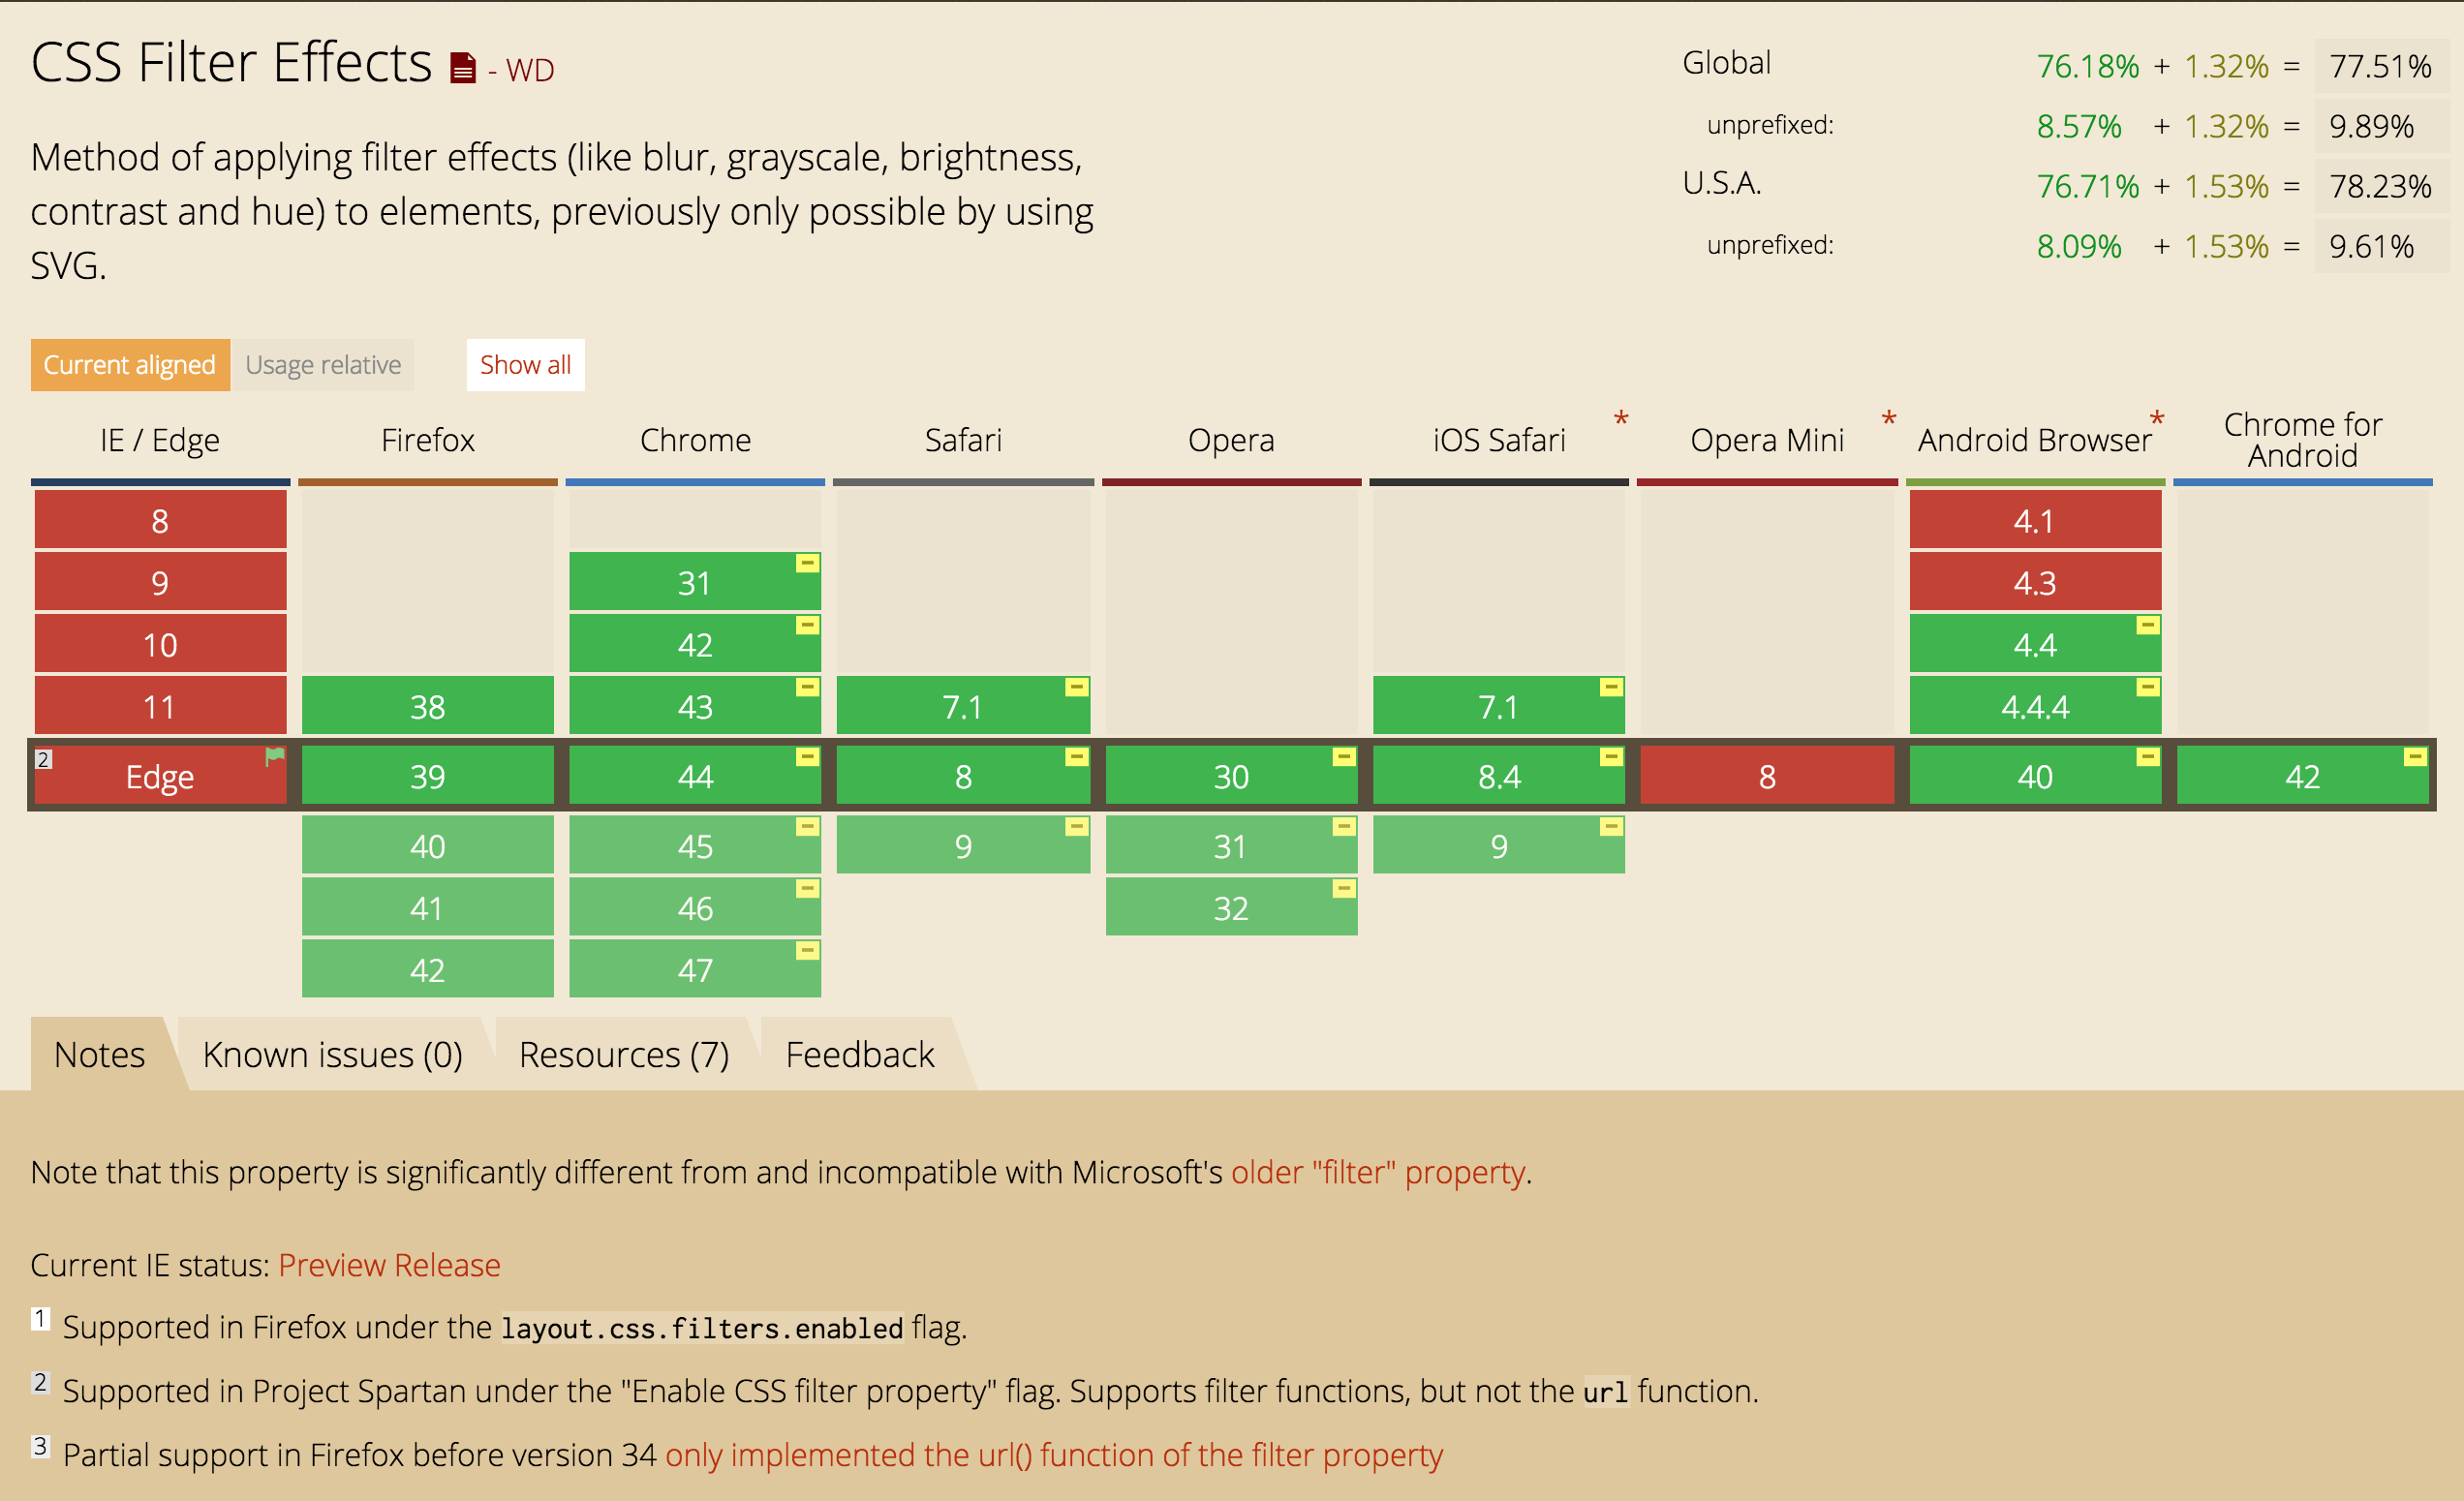 CSS Filter Effects - WD
Method of applying filter effects (like blur, grayscale, brightness,
contrast and hue) to elements, previously only possible by using
SVG.
Global 76.18% + 1.32% = 77.51%
unprefixed: 8.57% + 1.32% = 9.89%
U.S.A. 76.71% + 1.53% = 78.23%
unprefixed: 8.09% + 1.53% = 9.61%
Current aligned Usage relative Show all
IE / Edge Firefox Chrome Safari Opera iOS Safari * Opera Mini * Android Browser * Chrome for
Android
8 4.1
9 31 4.3
10 42 4.4
11 38 43 7.1 7.1 4.4.4
2 Edge 39 44 8 30 8.4 8 40 42
40 45 9 31 9
41 46 32
42 47
Notes Known issues (0) Resources (7) Feedback
Note that this property is significantly different from and incompatible with Microsoft's older "filter" property.
Current IE status: Preview Release
1 Supported in Firefox under the layout.css.filters.enabled flag.
2 Supported in Project Spartan under the "Enable CSS filter property" flag. Supports filter functions, but not the url function.
3 Partial support in Firefox before version 34 only implemented the url() function of the filter property